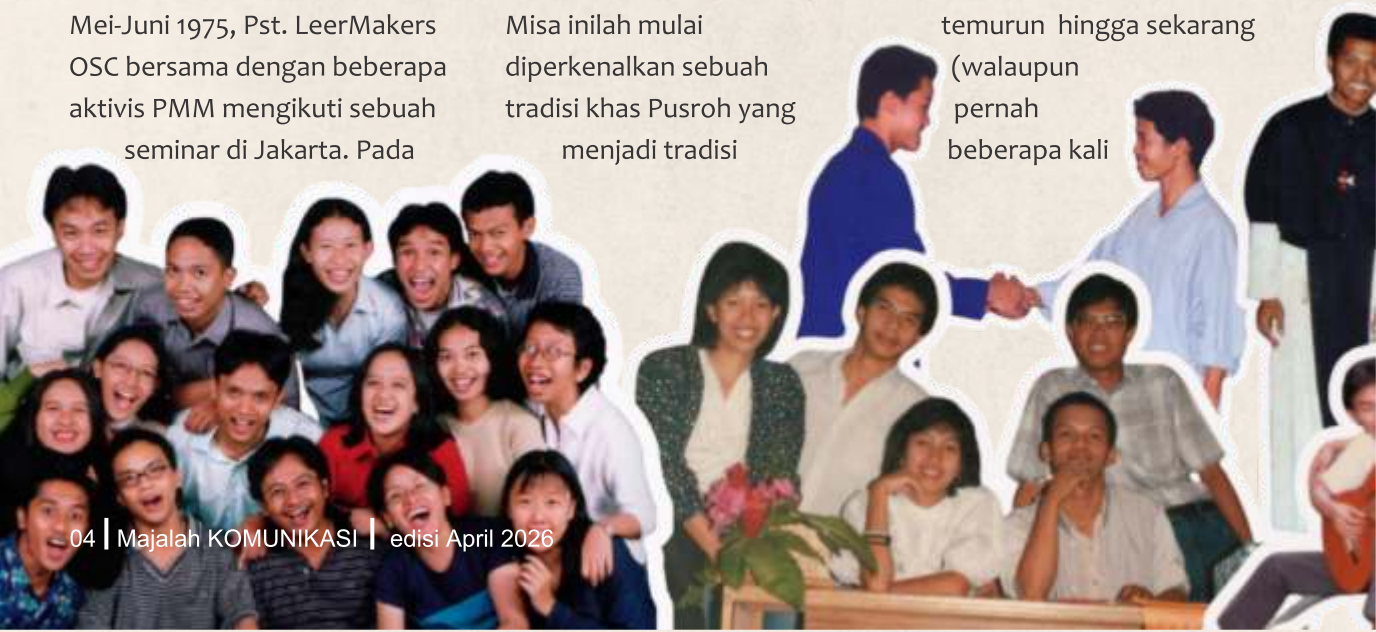 Mei-Juni 1975, Pst. LeerMakers
OSC bersama dengan beberapa
aktivis PMM mengikuti sebuah
seminar di Jakarta. Pada
Misa inilah mulai
diperkenalkan sebuah
tradisi khas Pusroh yang
menjadi tradisi
temurun hingga sekarang
(walaupun
pernah
beberapa kali
04 | Majalah KOMUNIKASI | edisi April 2026